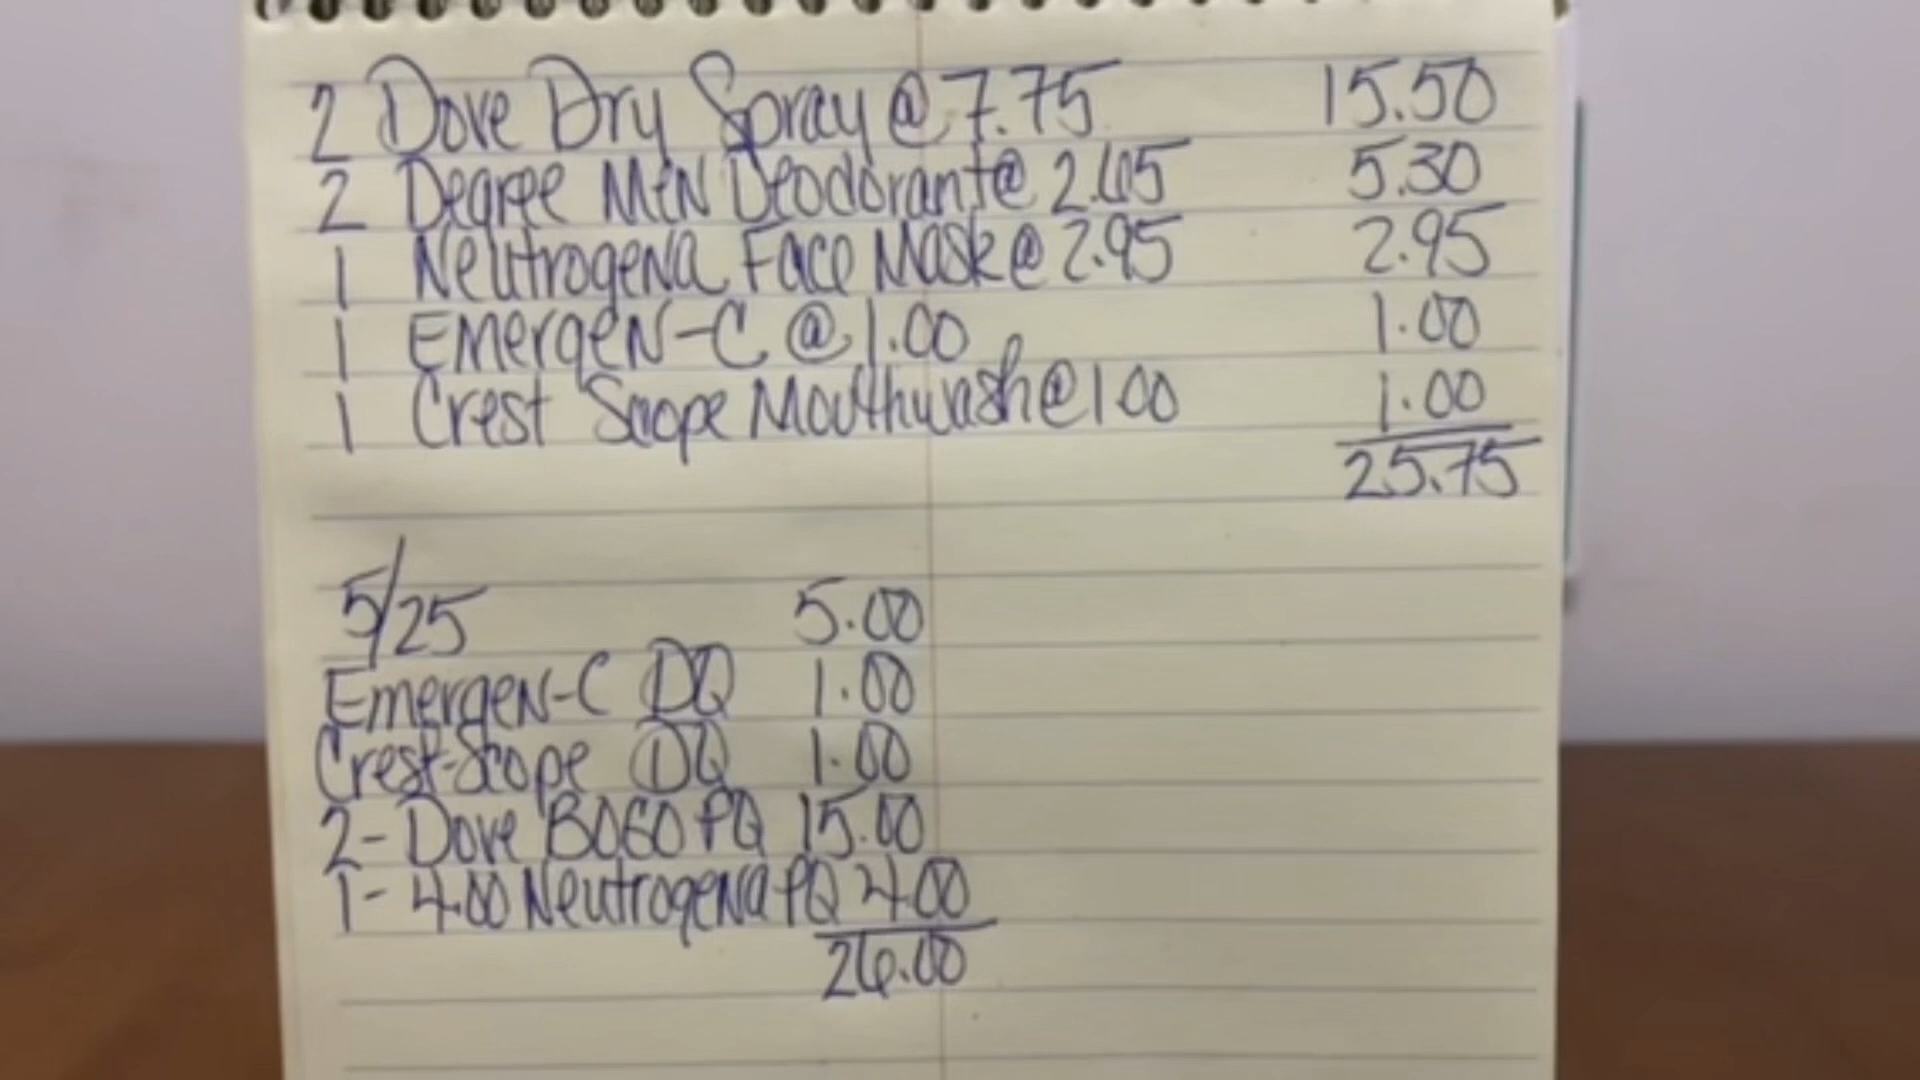 2 Dove Dry Spray @ 7.75 15.50
2 Degree Men Deodorant @ 2.65 5.30
1 Neutrogena Face Mask @ 2.95 2.95
1 Emergen-C @ 1.00 1.00
1 Crest Scope Mouthwash @ 1.00 1.00
25.75
5/25 5.00
Emergen-C DQ 1.00
Crest-Scope DQ 1.00
2- Dove BOGO PQ 15.00
1- 4.00 Neutrogena PQ 4.00
26.00